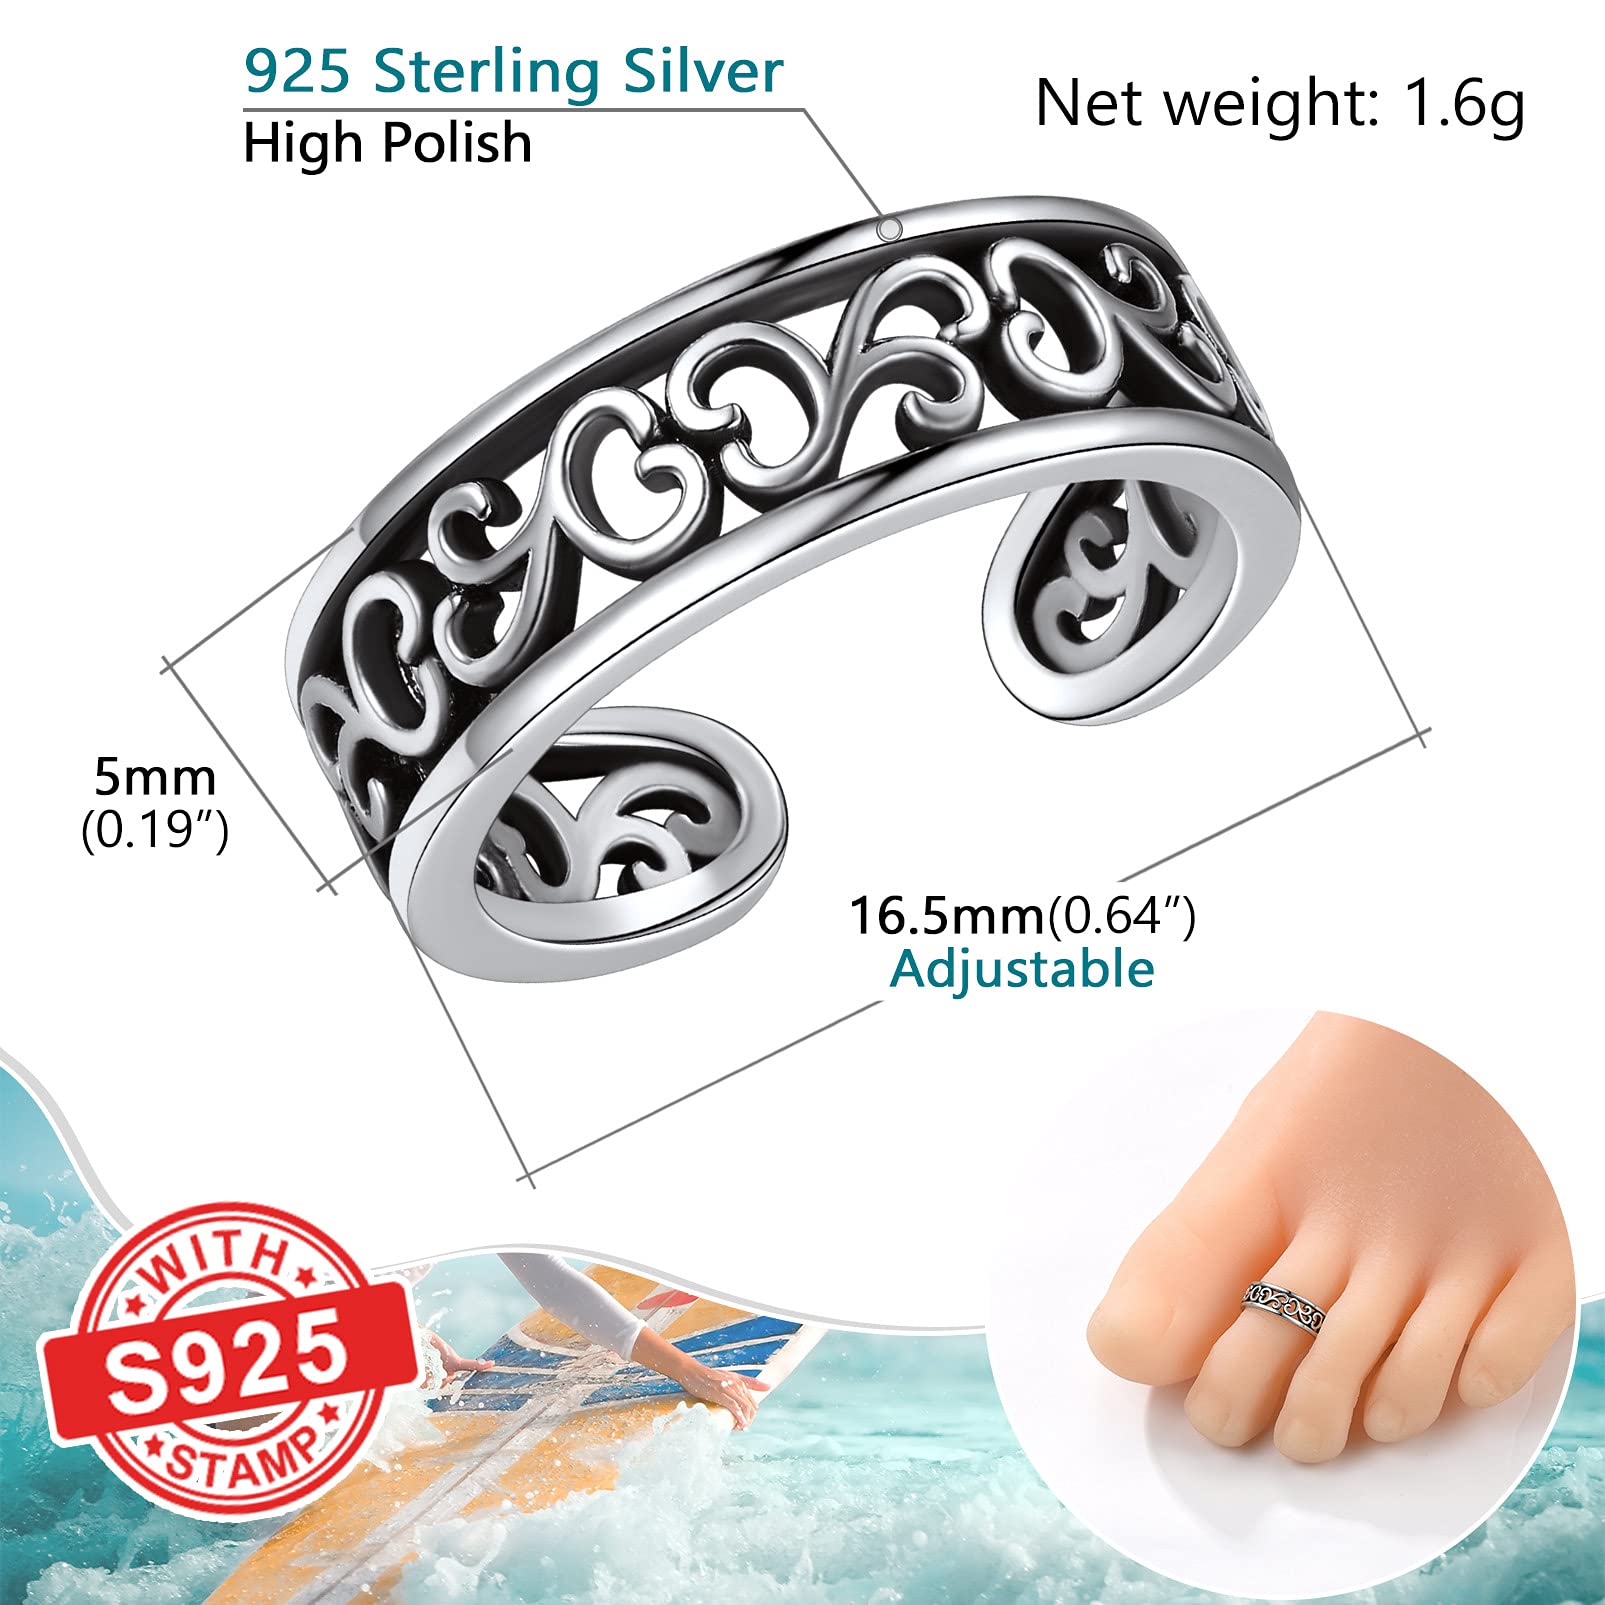 925 Sterling Silver
High Polish
Net weight: 1.6g
5mm
(0.19”)
16.5mm(0.64”)
Adjustable
WITH
S925
STAMP